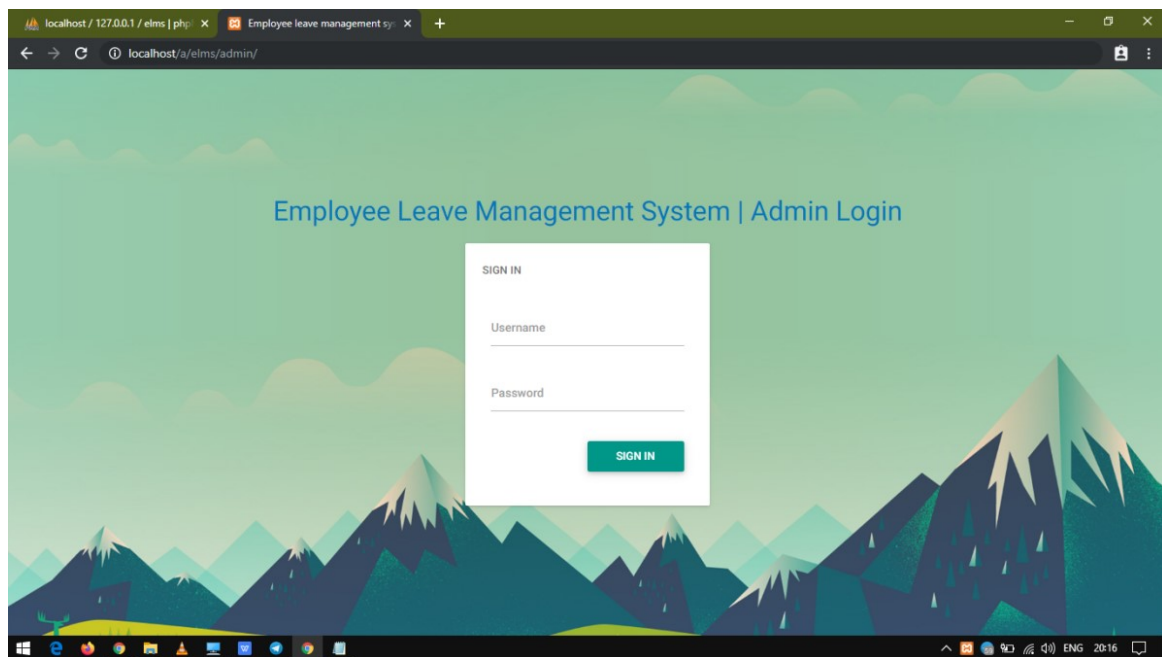 localhost / 127.0.0.1 / elms | php
Employee leave management sys
localhost/a/elms/admin/
Employee Leave Management System | Admin Login
SIGN IN
Username
Password
SIGN IN
ENG 20:16